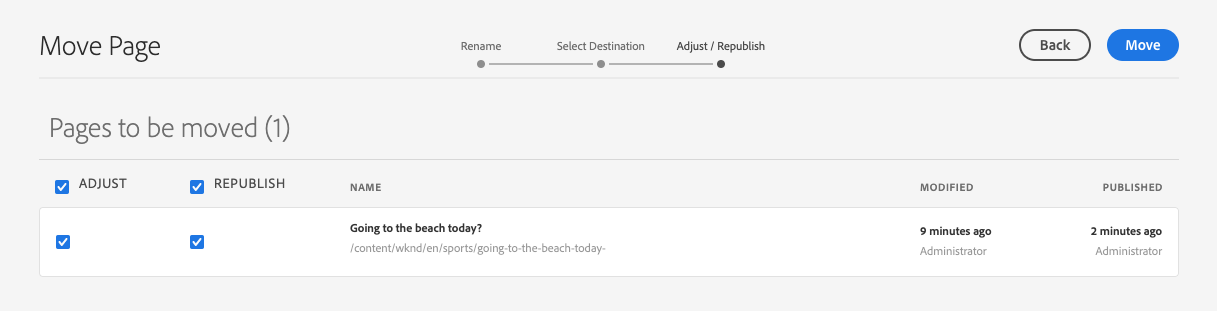 Move Page
Rename
Select Destination
Adjust / Republish
Back
Move
Pages to be moved (1)
ADJUST
REPUBLISH
NAME
MODIFIED
PUBLISHED
Going to the beach today?
9 minutes ago
2 minutes ago
/content/wknd/en/sports/going-to-the-beach-today-
Administrator
Administrator